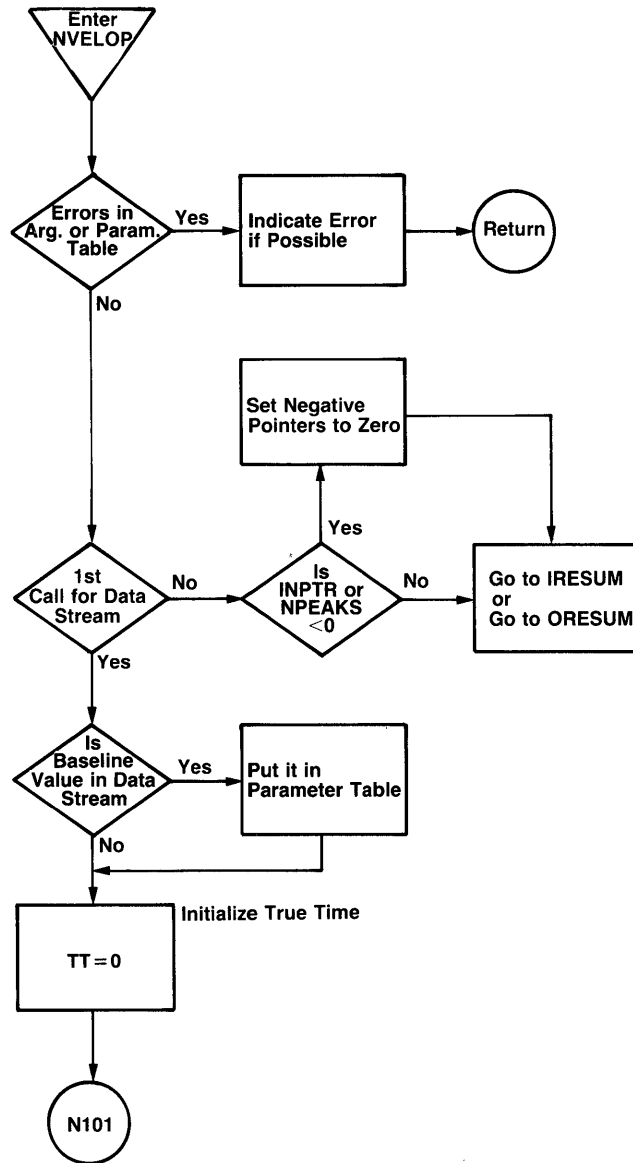 Enter
NVELOP
Errors in
Arg. or Param.
Table
Yes
Indicate Error
if Possible
Return
No
Set Negative
Pointers to Zero
Yes
1st
Call for Data
Stream
No
Is
INPTR or
NPEAKS
<0
No
Go to IRESUM
or
Go to ORESUM
Yes
Is
Baseline
Value in Data
Stream
Yes
Put it in
Parameter Table
No
Initialize True Time
TT=0
N101